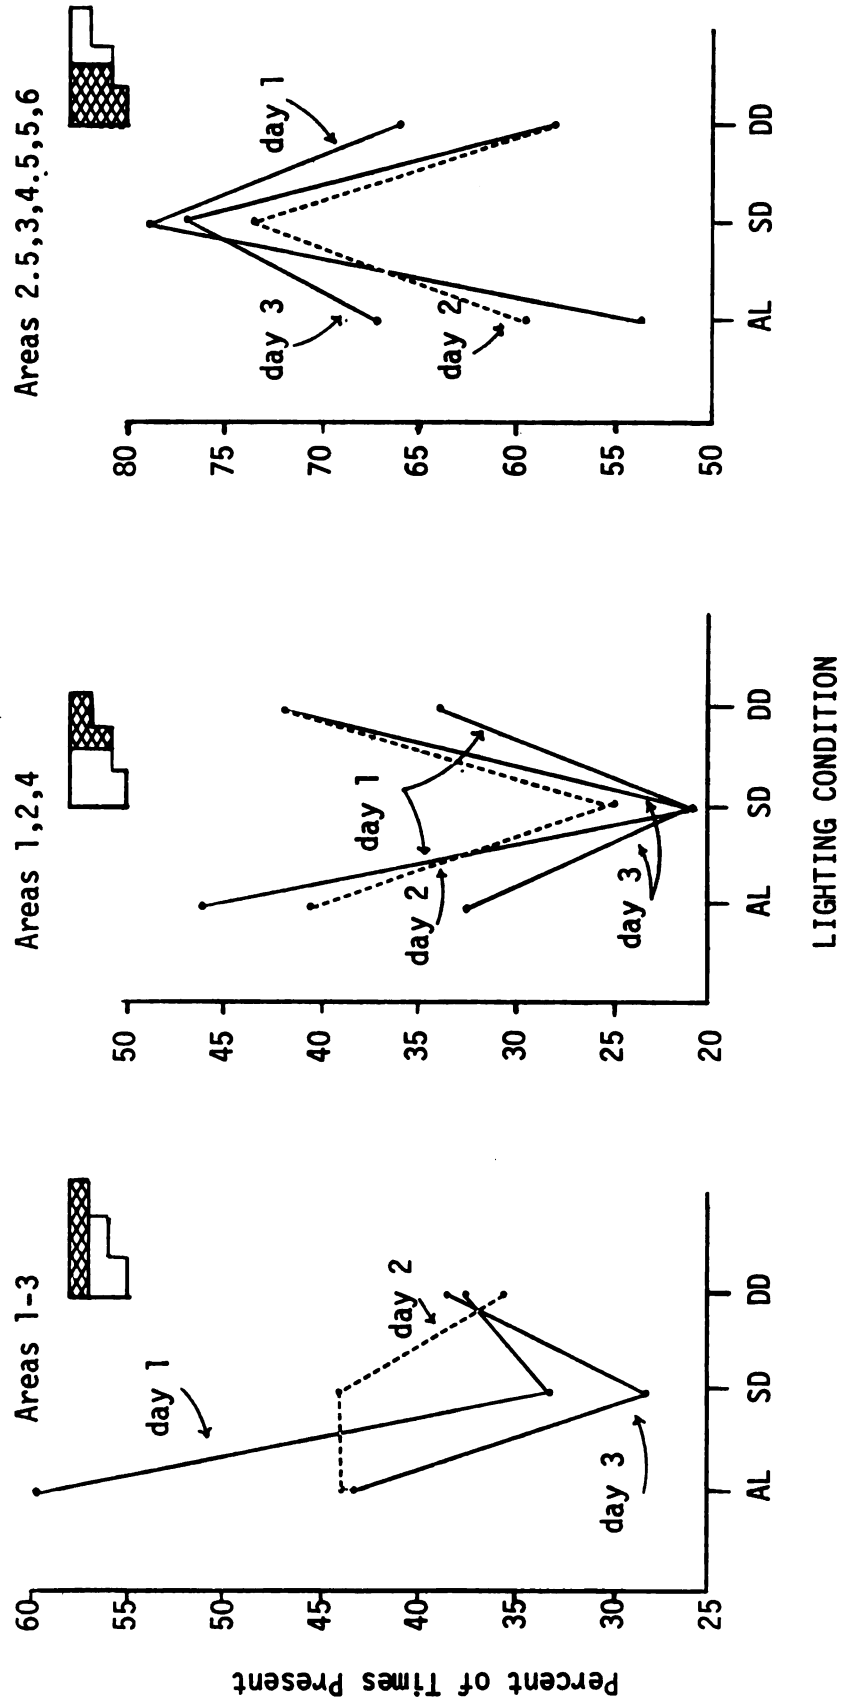 Areas 1-3
Percent of Times Present
60
55
50
45
40
35
30
25
day 1
day 2
day 3
AL
SD
DD
Areas 1,2,4
50
45
40
35
30
25
20
day 1
day 2
day 3
AL
SD
DD
Areas 2.5,3,4.5,5,6
80
75
70
65
60
55
50
day 1
day 3
day 2
AL
SD
DD
LIGHTING CONDITION